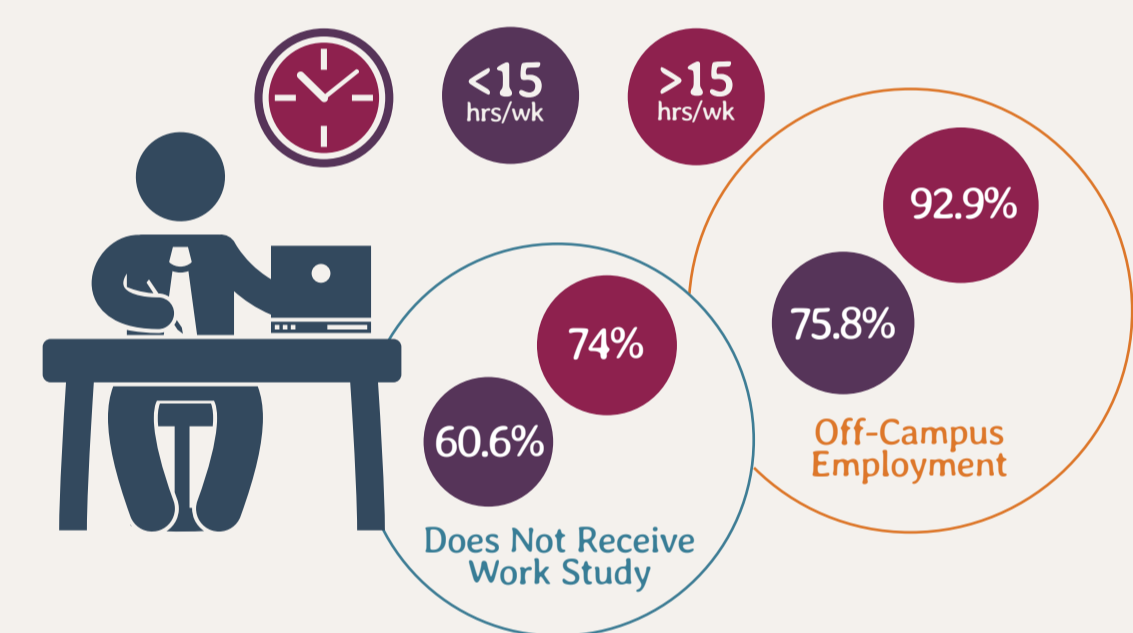 <15
hrs/wk
>15
hrs/wk
92.9%
75.8%
Off-Campus
Employment
74%
60.6%
Does Not Receive
Work Study